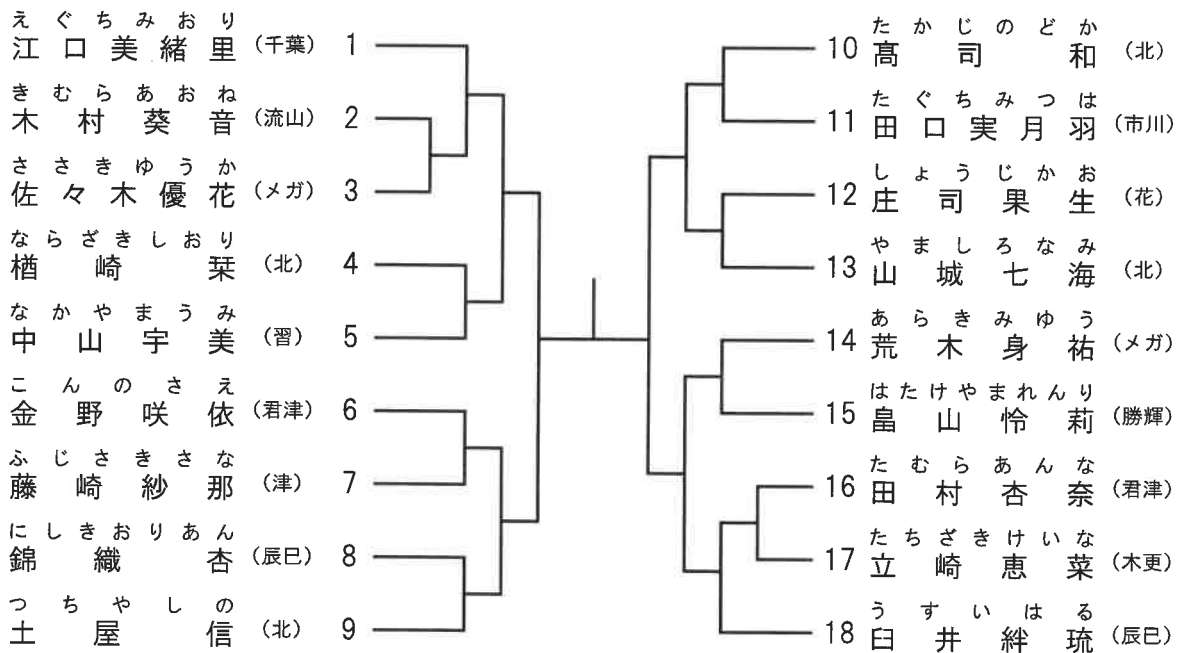 えぐちみおり
江口美緒里 (千葉) 1
きむらあおね
木村葵音 (流山) 2
ささきゆうか
佐々木優花 (メガ) 3
ならざきしおり
楢崎栞 (北) 4
なかやまうみ
中山宇美 (習) 5
こんのさえ
金野咲依 (君津) 6
ふじさきさな
藤崎紗那 (津) 7
にしきおりあん
錦織杏 (辰巳) 8
つちやしの
土屋信 (北) 9
たかじのどか
10 髙司和 (北)
たぐちみつは
11 田口実月羽 (市川)
しょうじかお
12 庄司果生 (花)
やましろなみ
13 山城七海 (北)
あらきみゆう
14 荒木身祐 (メガ)
はたけやまれんり
15 畠山怜莉 (勝輝)
たむらあんな
16 田村杏奈 (君津)
たちざきけいな
17 立崎恵菜 (木更)
うすいはる
18 臼井絆琉 (辰巳)